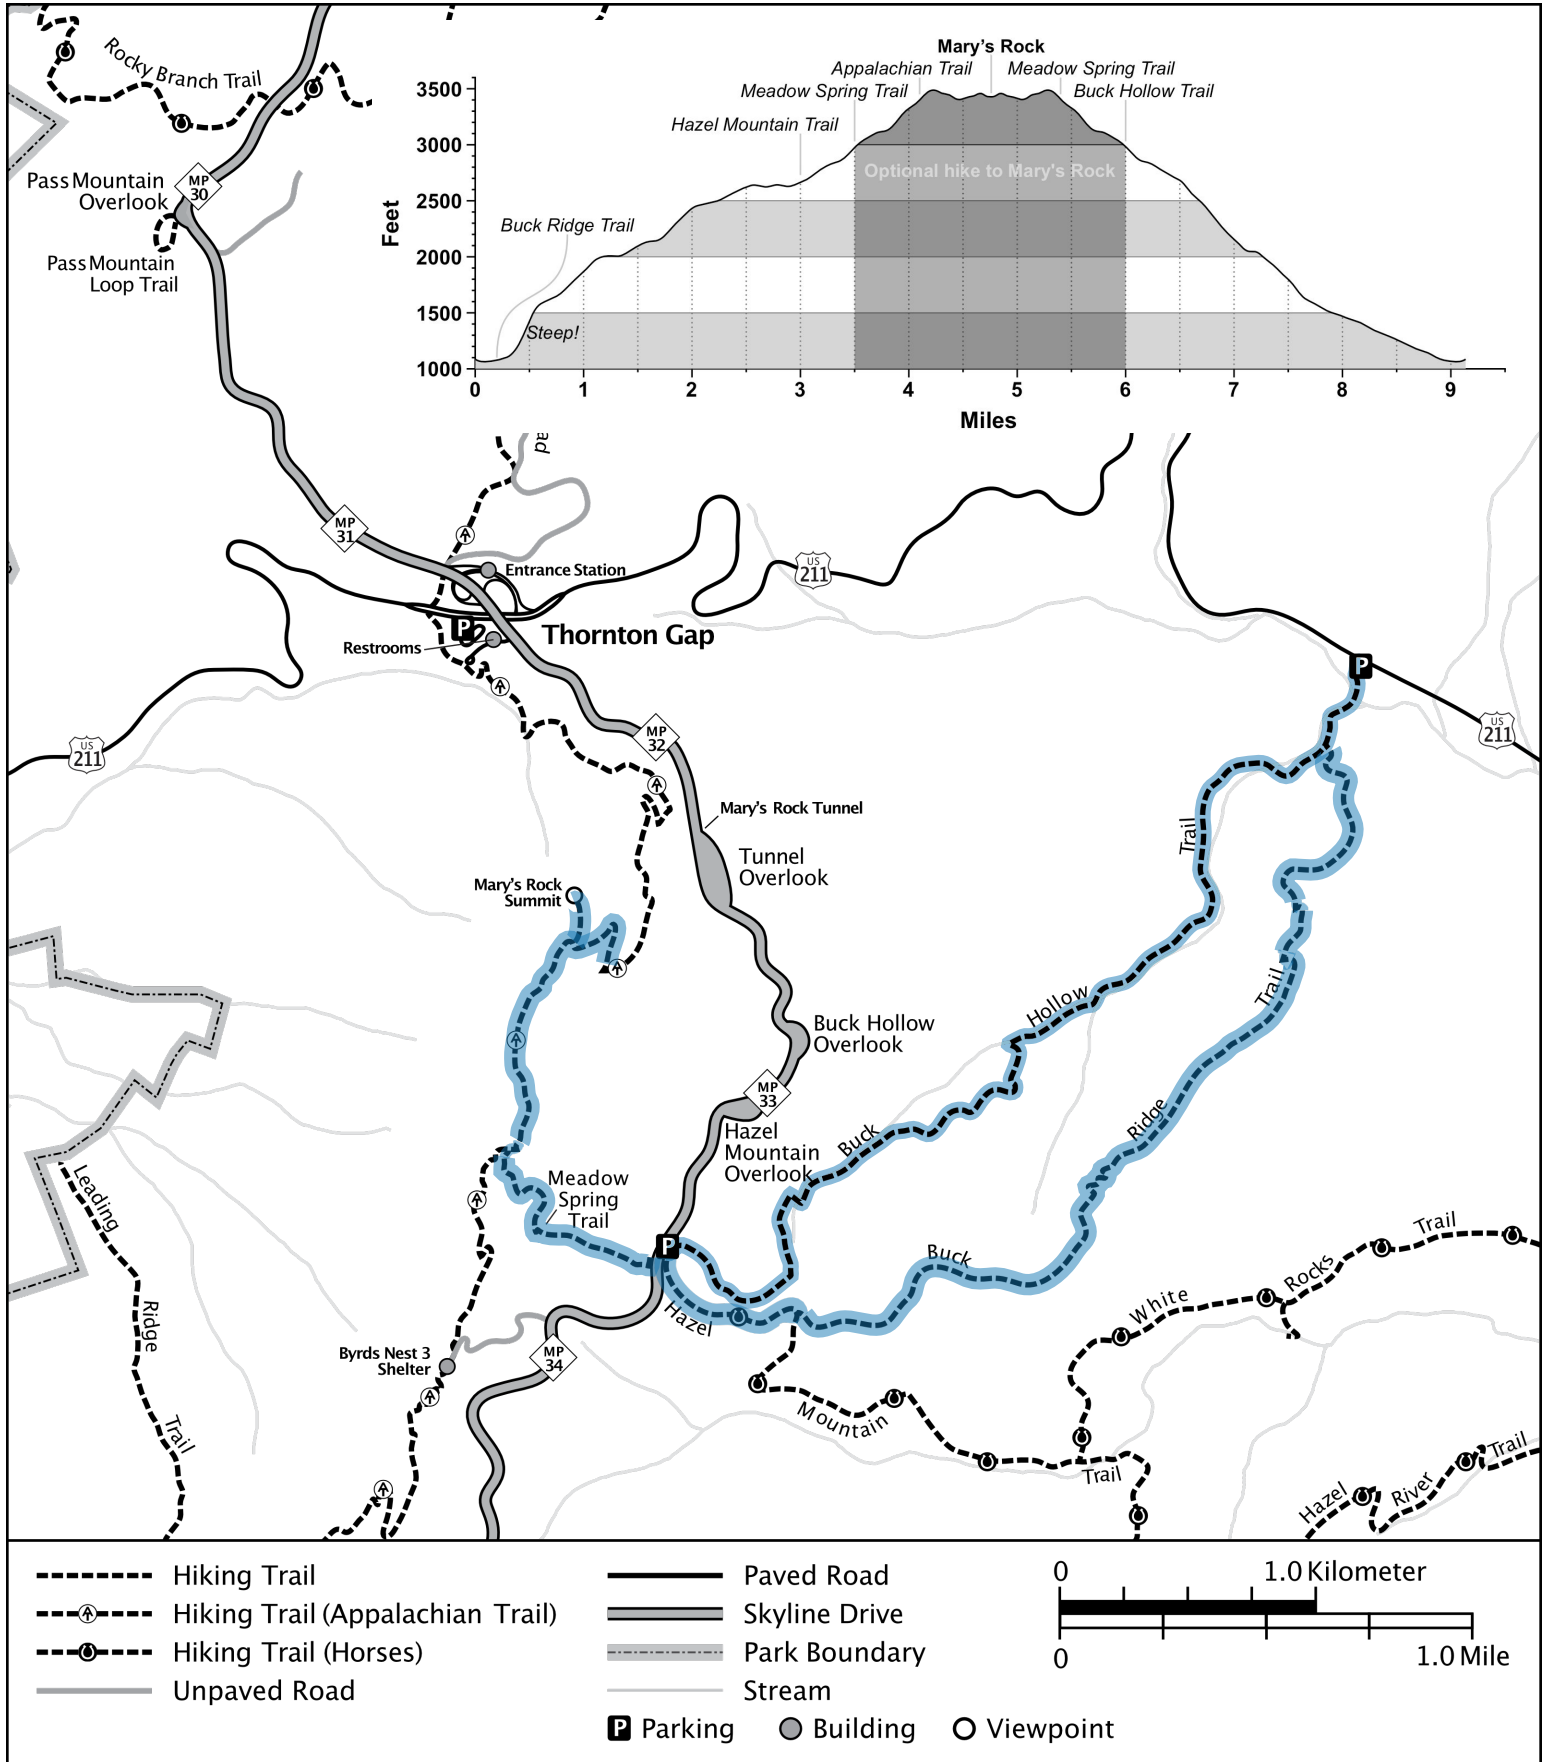 Rocky Branch Trail
MP
30
Pass Mountain
Overlook
Pass Mountain
Loop Trail
Mary's Rock
Appalachian Trail
Meadow Spring Trail
Meadow Spring Trail
Buck Hollow Trail
Hazel Mountain Trail
Optional hike to Mary's Rock
Buck Ridge Trail
Steep!
Feet
3500
3000
2500
2000
1500
1000
0
1
2
3
4
5
6
7
8
9
Miles
ad
MP
31
Entrance Station
US
211
P
Restrooms
Thornton Gap
P
US
211
US
211
MP
32
Mary's Rock Tunnel
Tunnel
Overlook
Trail
Mary's Rock
Summit
Trail
Hollow
Buck Hollow
Overlook
MP
33
Hazel
Mountain
Overlook
Buck
Ridge
Leading
Ridge
Trail
Meadow
Spring
Trail
P
Hazel
Buck
Trail
Rocks
White
Byrds Nest 3
Shelter
MP
34
Mountain
Trail
Hazel
River
Trail
Hiking Trail
Hiking Trail (Appalachian Trail)
Hiking Trail (Horses)
Unpaved Road
Paved Road
Skyline Drive
Park Boundary
Stream
P Parking
Building
Viewpoint
0
1.0 Kilometer
0
1.0 Mile